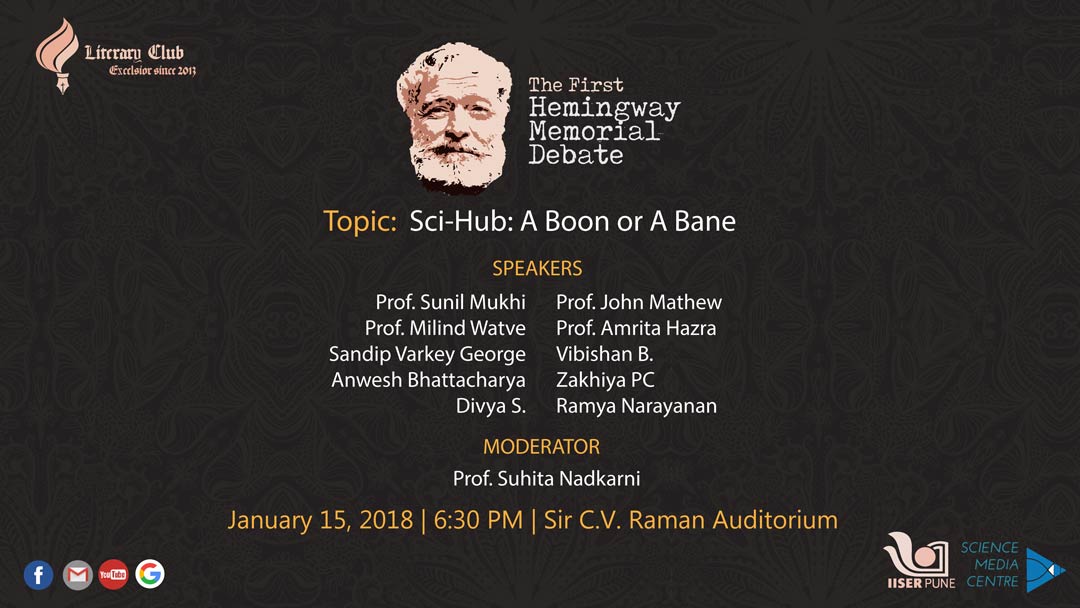 Literary Club
Excelsior since 2013
The First
Hemingway
Memorial
Debate
Topic: Sci-Hub: A Boon or A Bane
SPEAKERS
Prof. Sunil Mukhi Prof. John Mathew
Prof. Milind Watve Prof. Amrita Hazra
Sandip Varkey George Vibishan B.
Anwesh Bhattacharya Zakhiya PC
Divya S. Ramya Narayanan
MODERATOR
Prof. Suhita Nadkarni
January 15, 2018 | 6:30 PM | Sir C.V. Raman Auditorium
f M YouTube G
IISER PUNE
SCIENCE
MEDIA
CENTRE